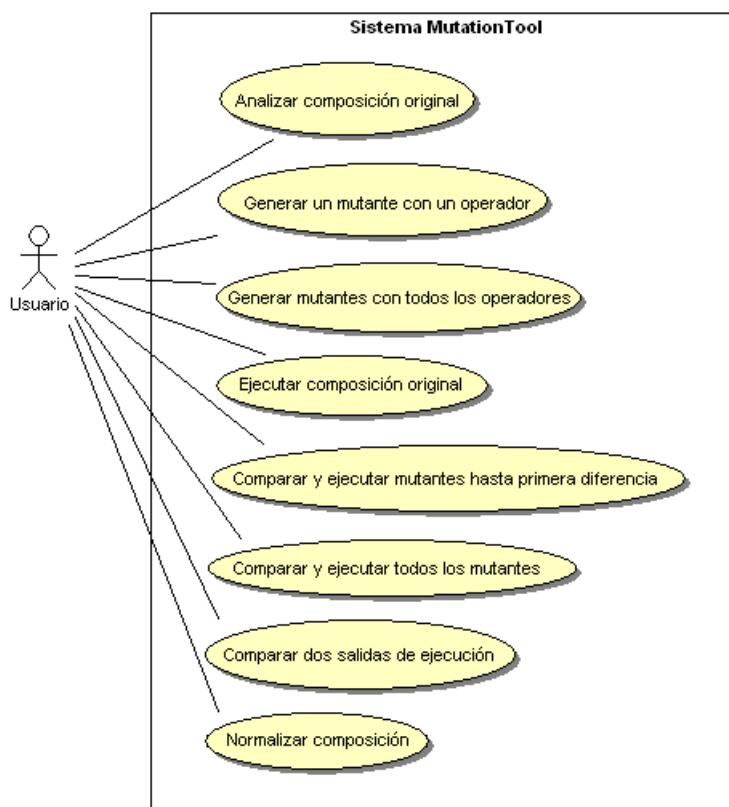 Sistema MutationTool
Analizar composición original
Generar un mutante con un operador
Generar mutantes con todos los operadores
Usuario
Ejecutar composición original
Comparar y ejecutar mutantes hasta primera diferencia
Comparar y ejecutar todos los mutantes
Comparar dos salidas de ejecución
Normalizar composición